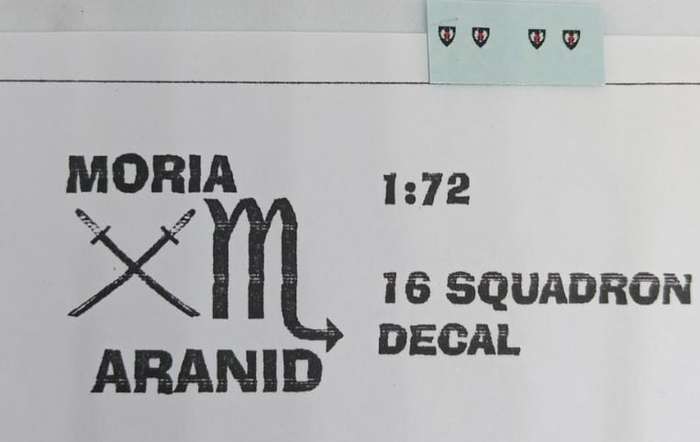 MORIA
ARANID
1:72
16 SQUADRON
DECAL